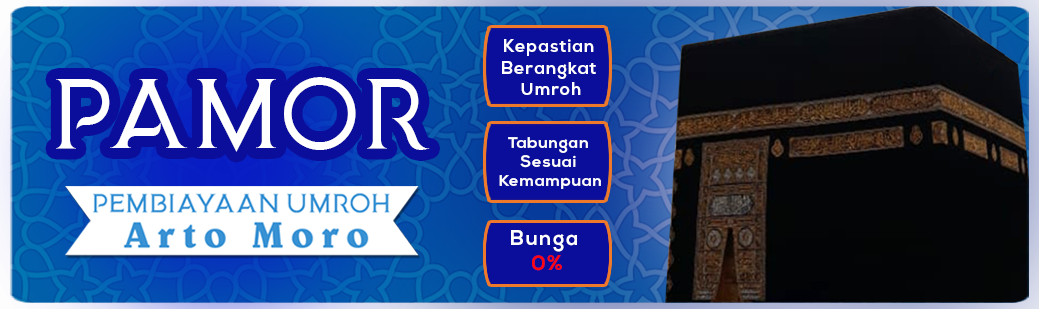 PAMOR
PEMBIAYAAN UMROH
Arto Moro
Kepastian
Berangkat
Umroh
Tabungan
Sesuai
Kemampuan
Bunga
0%